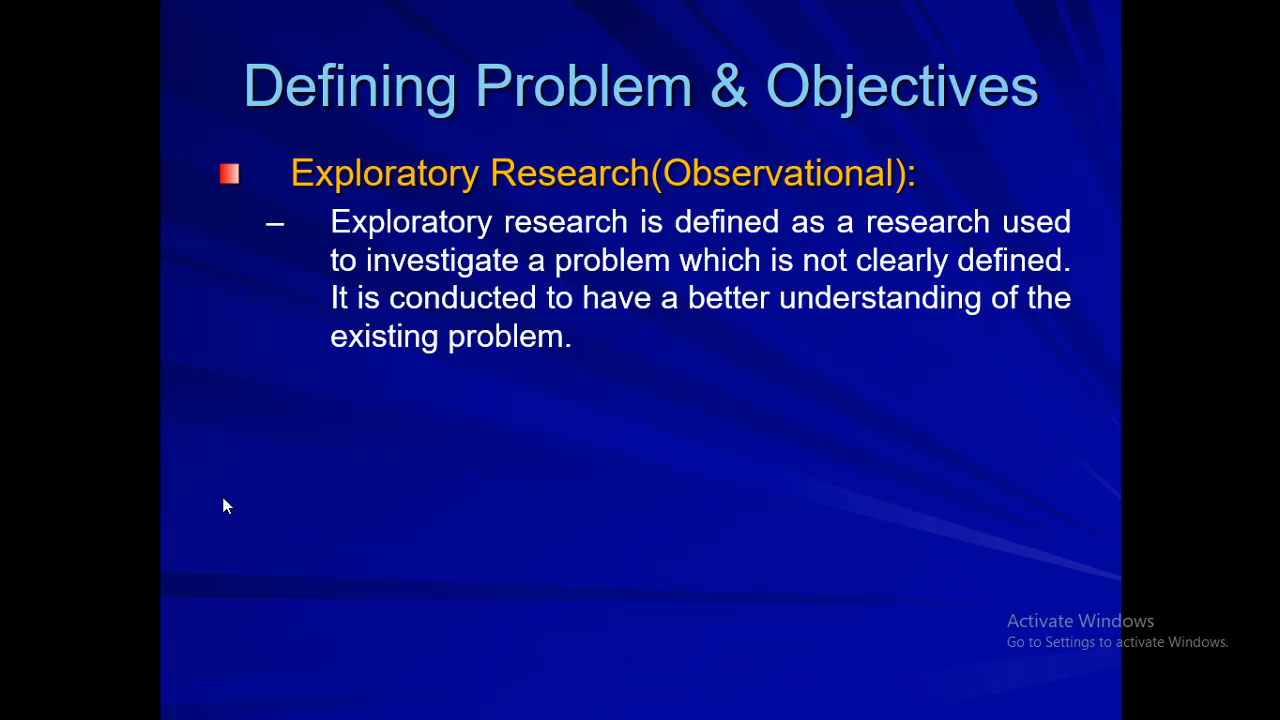 Defining Problem & Objectives
Exploratory Research(Observational):
– Exploratory research is defined as a research used
to investigate a problem which is not clearly defined.
It is conducted to have a better understanding of the
existing problem.
Activate Windows
Go to Settings to activate Windows.